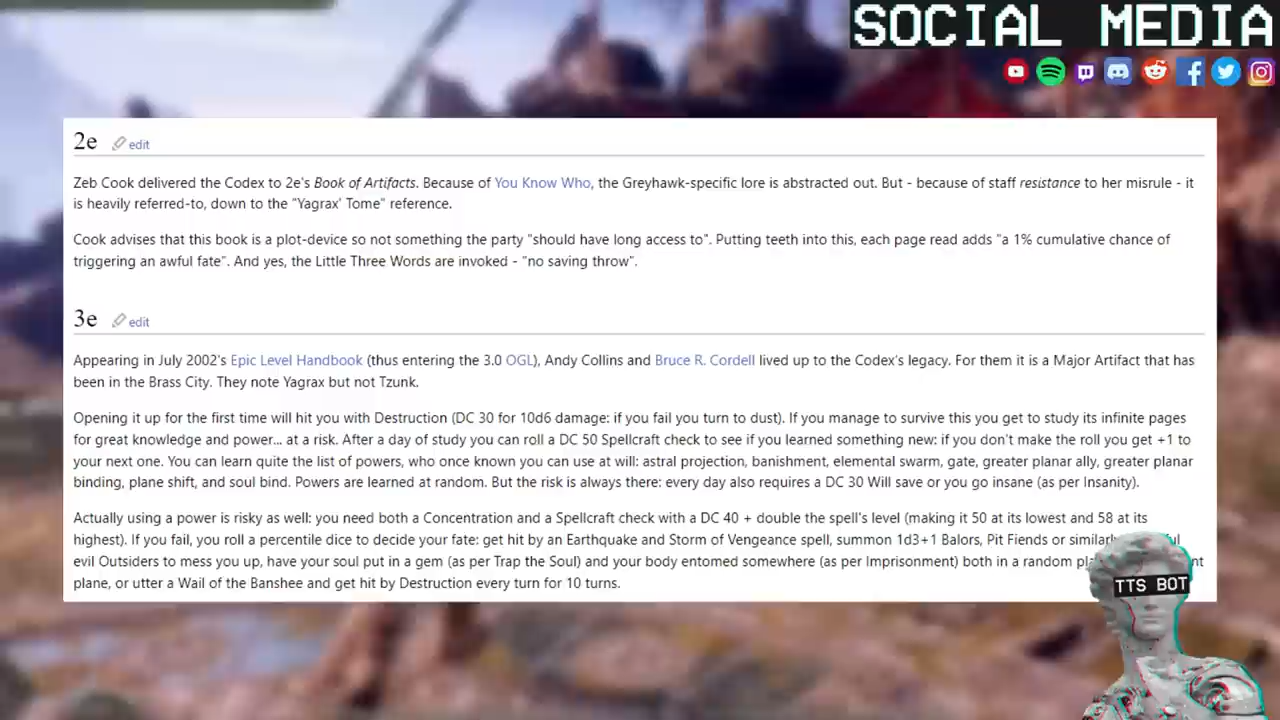 SOCIAL MEDIA
2e edit
Zeb Cook delivered the Codex to 2e's Book of Artifacts. Because of You Know Who, the Greyhawk-specific lore is abstracted out. But - because of staff resistance to her misrule - it
is heavily referred-to, down to the "Yagrax' Tome" reference.
Cook advises that this book is a plot-device so not something the party "should have long access to". Putting teeth into this, each page read adds "a 1% cumulative chance of
triggering an awful fate". And yes, the Little Three Words are invoked - "no saving throw".
3e edit
Appearing in July 2002's Epic Level Handbook (thus entering the 3.0 OGL), Andy Collins and Bruce R. Cordell lived up to the Codex's legacy. For them it is a Major Artifact that has
been in the Brass City. They note Yagrax but not Tzunk.
Opening it up for the first time will hit you with Destruction (DC 30 for 10d6 damage: if you fail you turn to dust). If you manage to survive this you get to study its infinite pages
for great knowledge and power... at a risk. After a day of study you can roll a DC 50 Spellcraft check to see if you learned something new: if you don't make the roll you get +1 to
your next one. You can learn quite the list of powers, who once known you can use at will: astral projection, banishment, elemental swarm, gate, greater planar ally, greater planar
binding, plane shift, and soul bind. Powers are learned at random. But the risk is always there: every day also requires a DC 30 Will save or you go insane (as per Insanity).
Actually using a power is risky as well: you need both a Concentration and a Spellcraft check with a DC 40 + double the spell's level (making it 50 at its lowest and 58 at its
highest). If you fail, you roll a percentile dice to decide your fate: get hit by an Earthquake and Storm of Vengeance spell, summon 1d3+1 Balors, Pit Fiends or
evil Outsiders to mess you up, have your soul put in a gem (as per Trap the Soul) and your body entomed somewhere (as per Imprisonment) both in a random
plane, or utter a Wail of the Banshee and get hit by Destruction every turn for 10 turns.
TTS BOT